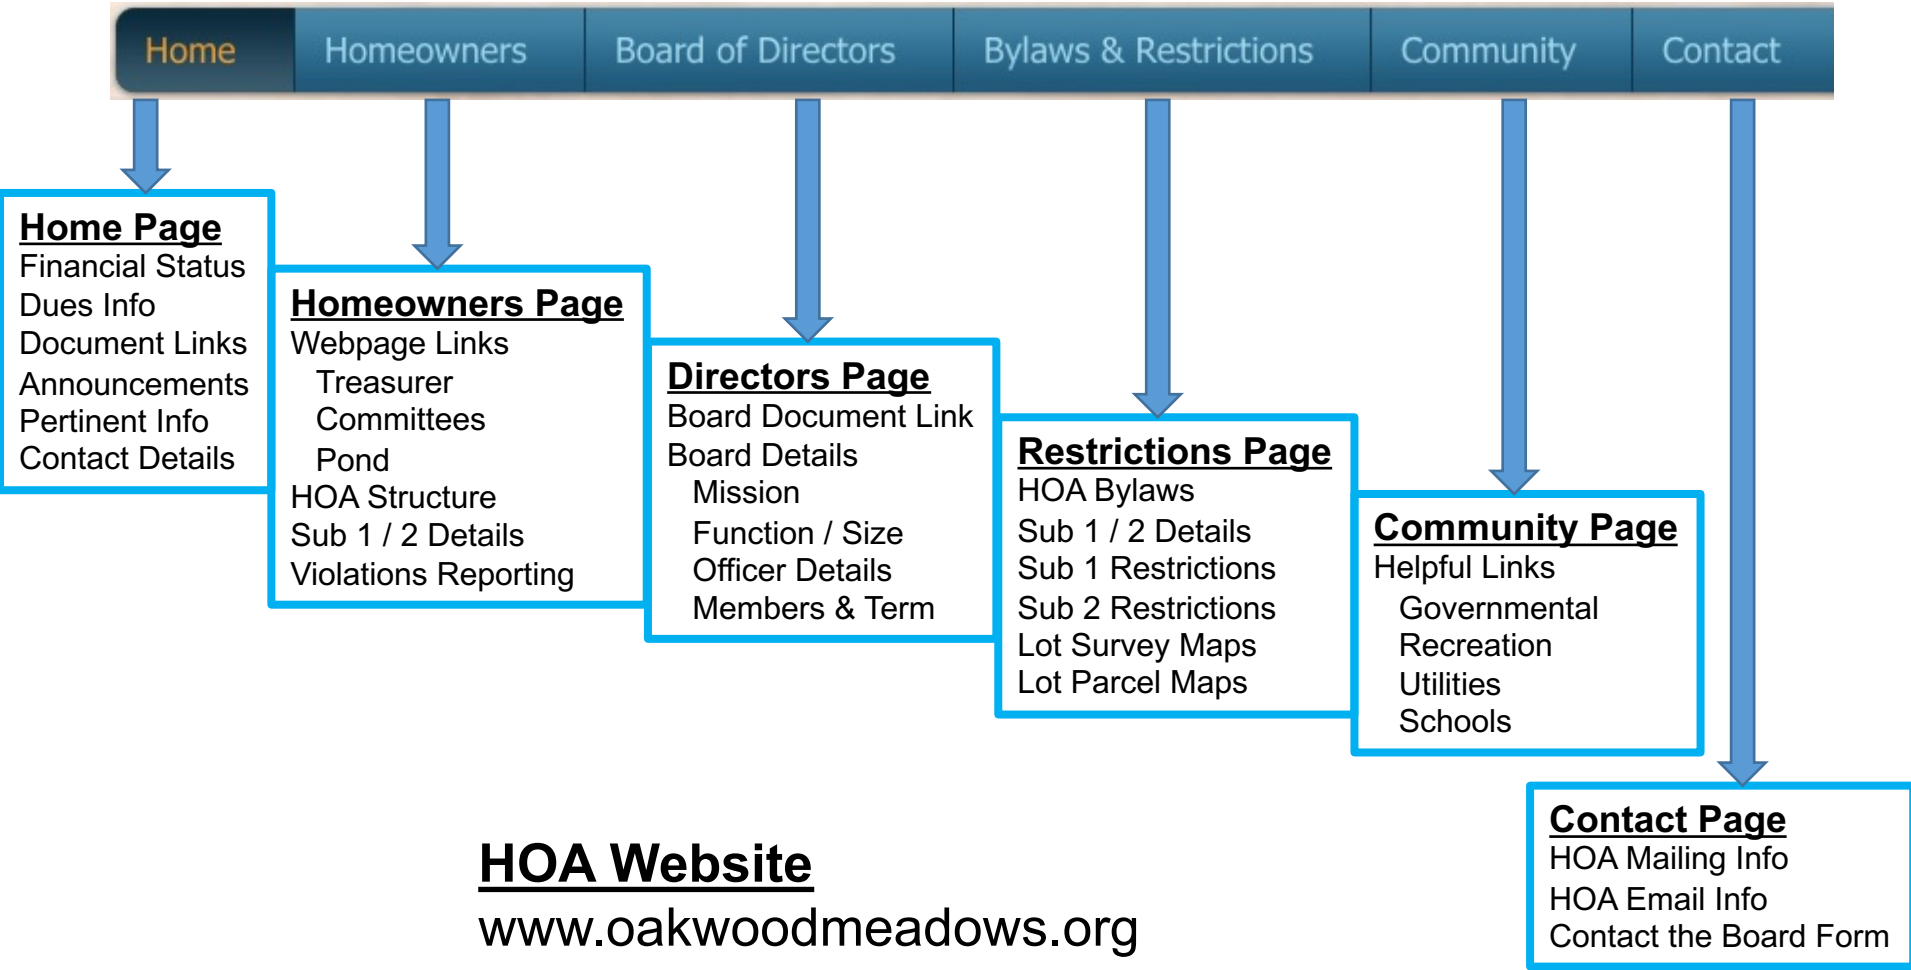 Home Homeowners Board of Directors Bylaws & Restrictions Community Contact
Home Page
Financial Status
Dues Info
Document Links
Announcements
Pertinent Info
Contact Details
Homeowners Page
Webpage Links
Treasurer
Committees
Pond
HOA Structure
Sub 1 / 2 Details
Violations Reporting
Directors Page
Board Document Link
Board Details
Mission
Function / Size
Officer Details
Members & Term
Restrictions Page
HOA Bylaws
Sub 1 / 2 Details
Sub 1 Restrictions
Sub 2 Restrictions
Lot Survey Maps
Lot Parcel Maps
Community Page
Helpful Links
Governmental
Recreation
Utilities
Schools
Contact Page
HOA Mailing Info
HOA Email Info
Contact the Board Form
HOA Website
www.oakwoodmeadows.org